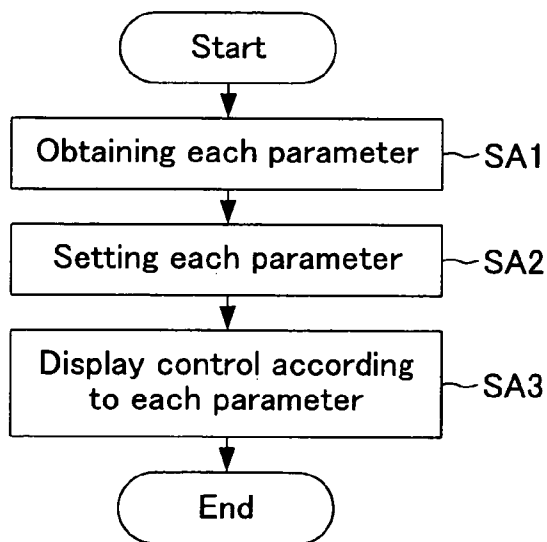 Start
Obtaining each parameter
SA1
Setting each parameter
SA2
Display control according
to each parameter
SA3
End